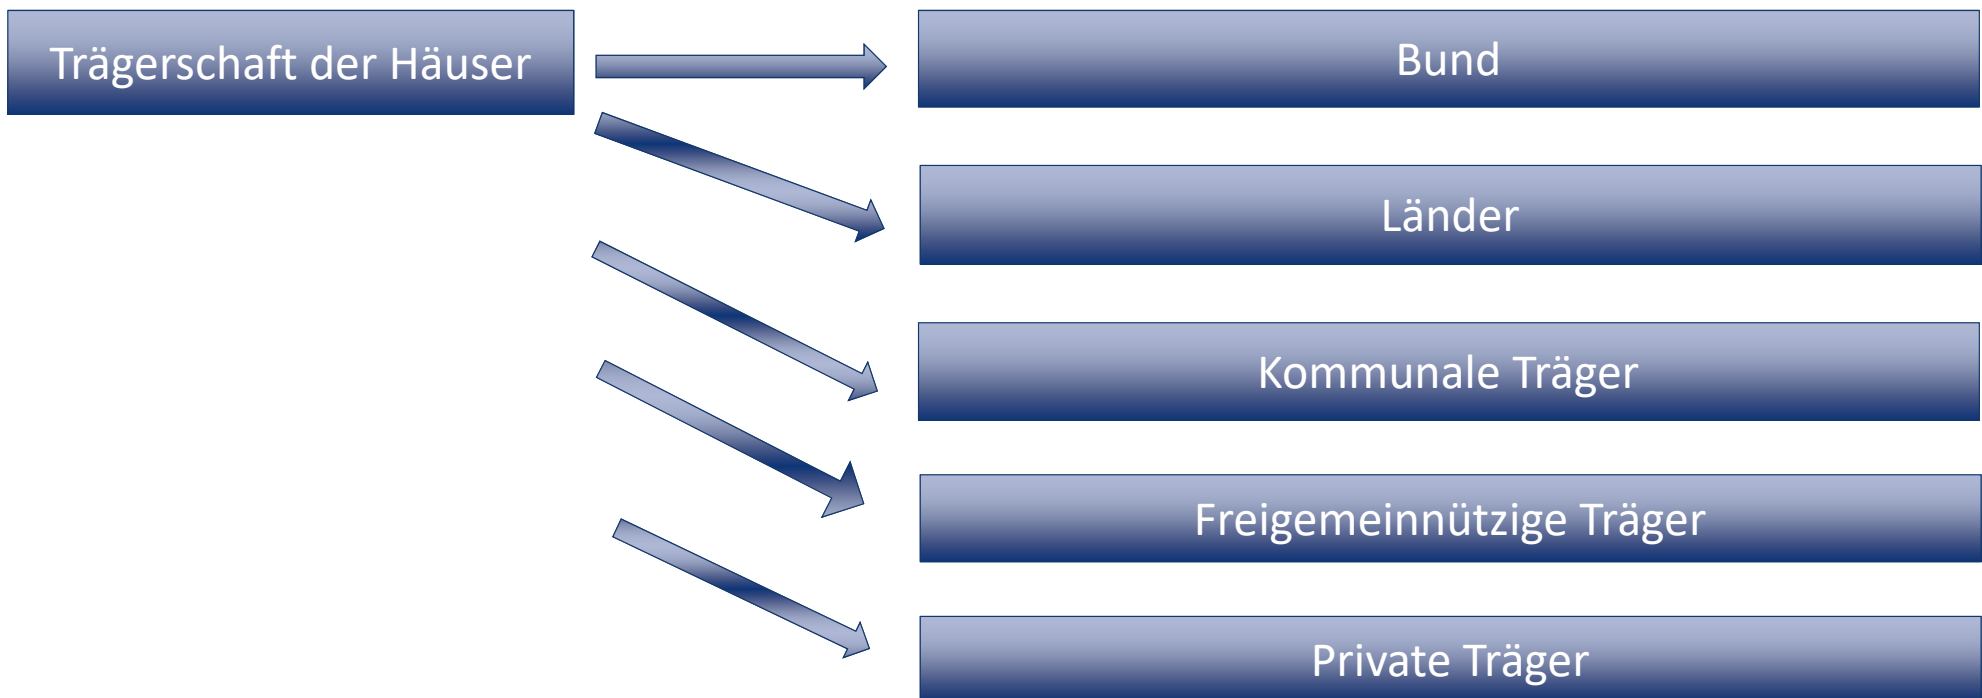 Trägerschaft der Häuser
Bund
Länder
Kommunale Träger
Freigemeinnützige Träger
Private Träger